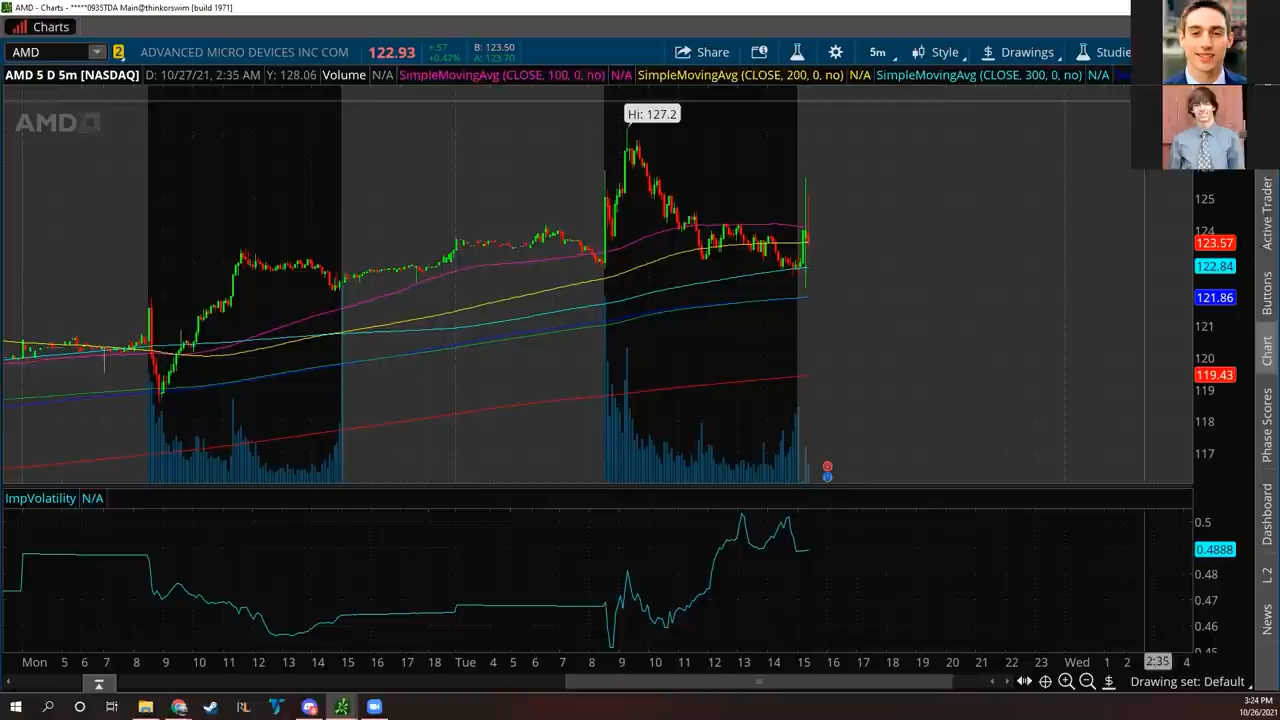 AMD - Charts - *****0935TDA Main@thinkorswim [build 1971]
Charts
AMD 2 ADVANCED MICRO DEVICES INC COM 122.93 +.57 +0.47% B: 123.50 A: 123.70 Share 5m Style Drawings Studie
AMD 5 D 5m [NASDAQ] D: 10/27/21, 2:35 AM Y: 128.06 Volume N/A SimpleMovingAvg (CLOSE, 100, 0, no) N/A SimpleMovingAvg (CLOSE, 200, 0, no) N/A SimpleMovingAvg (CLOSE, 300, 0, no) N/A
AMD
Hi: 127.2
125
124
123.57
122.84
121.86
121
120
119.43
119
118
117
Active Trader
Buttons
Chart
Phase Scores
Dashboard
L 2
News
ImpVolatility N/A
0.5
0.4888
0.48
0.47
0.46
0.45
Mon 5 6 7 8 9 10 11 12 13 14 15 16 17 18 Tue 4 5 6 7 8 9 10 11 12 13 14 15 16 17 18 19 20 21 22 23 Wed 1 2 2:35 4
Drawing set: Default
3:24 PM
10/26/2021